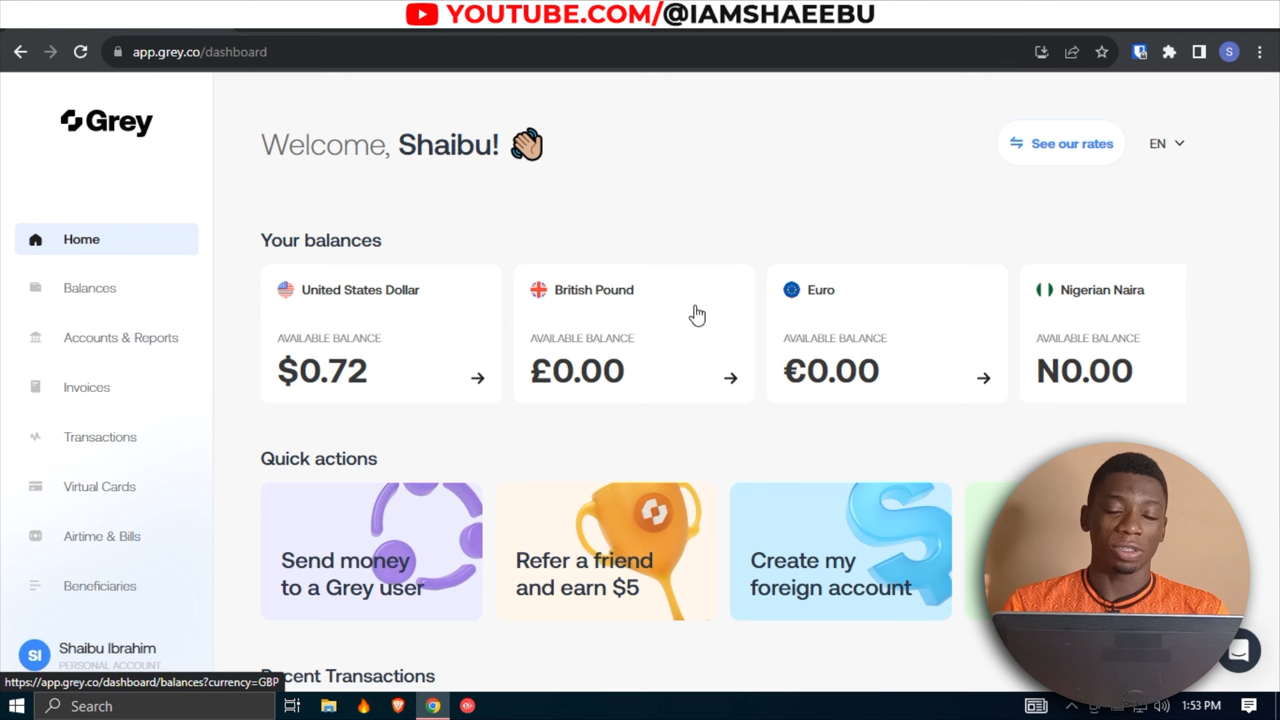 YOUTUBE.COM/@IAMSHAEEBU
app.grey.co/dashboard
S
Grey
Welcome, Shaibu!
See our rates
EN
Home
Balances
Accounts & Reports
Invoices
Transactions
Virtual Cards
Airtime & Bills
Beneficiaries
SI
Shaibu Ibrahim
PERSONAL ACCOUNT
Your balances
United States Dollar
AVAILABLE BALANCE
$0.72
British Pound
AVAILABLE BALANCE
£0.00
Euro
AVAILABLE BALANCE
€0.00
Nigerian Naira
AVAILABLE BALANCE
N0.00
Quick actions
Send money
to a Grey user
Refer a friend
and earn $5
Create my
foreign account
Recent Transactions
https://app.grey.co/dashboard/balances?currency=GBP
Search
1:53 PM